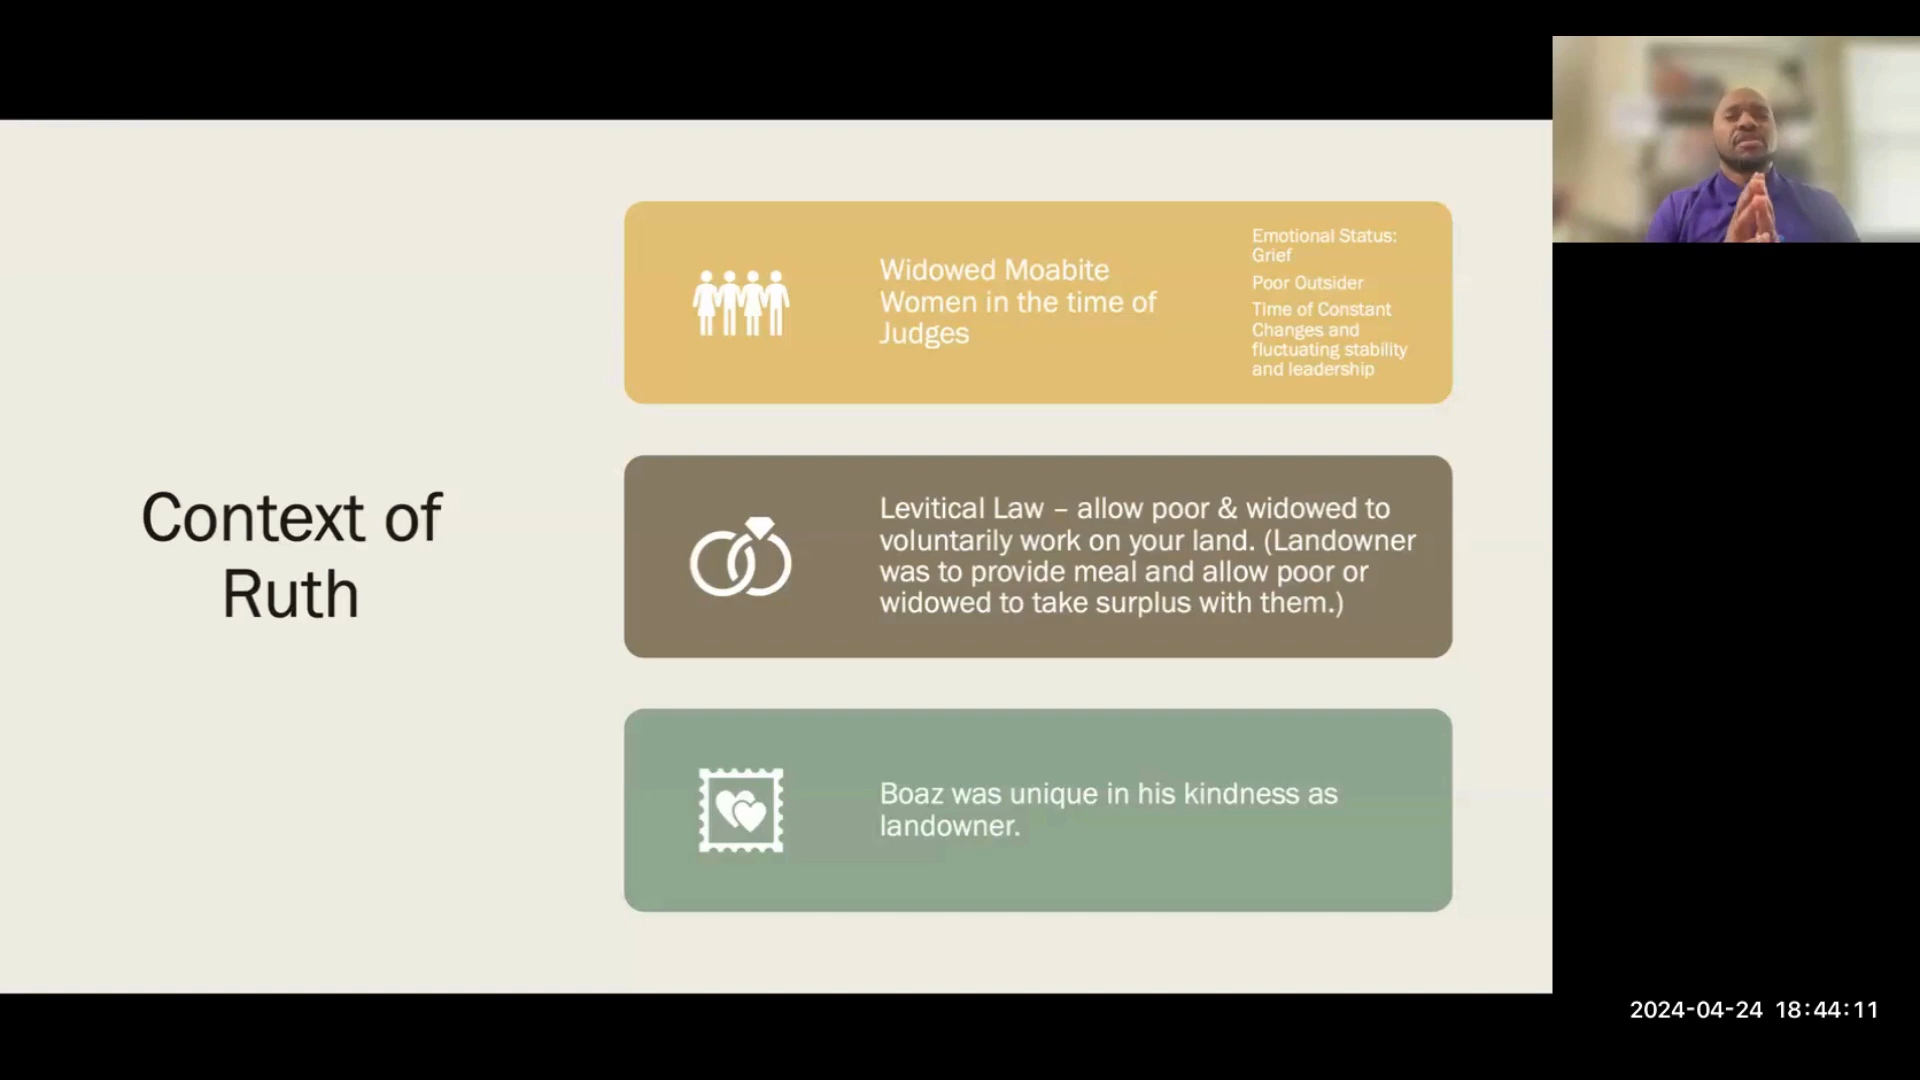 Context of
Ruth
Widowed Moabite
Women in the time of
Judges
Emotional Status:
Grief
Poor Outsider
Time of Constant
Changes and
fluctuating stability
and leadership
Levitical Law – allow poor & widowed to
voluntarily work on your land. (Landowner
was to provide meal and allow poor or
widowed to take surplus with them.)
Boaz was unique in his kindness as
landowner.
2024-04-24 18:44:11